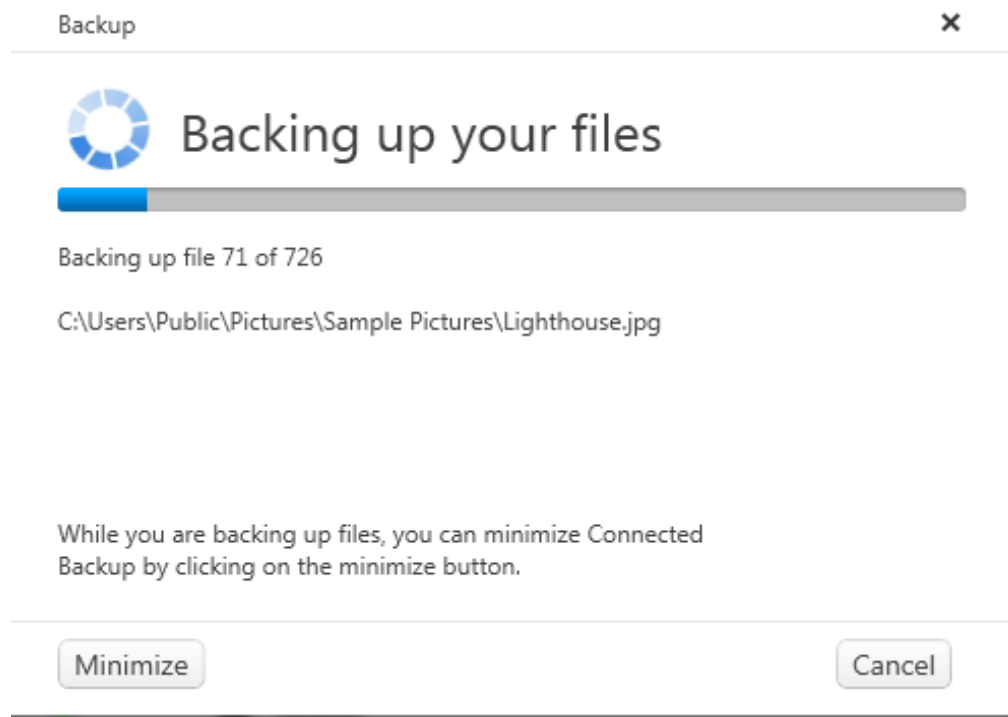 Backup
Backing up your files
Backing up file 71 of 726
C:\Users\Public\Pictures\Sample Pictures\Lighthouse.jpg
While you are backing up files, you can minimize Connected
Backup by clicking on the minimize button.
Minimize
Cancel